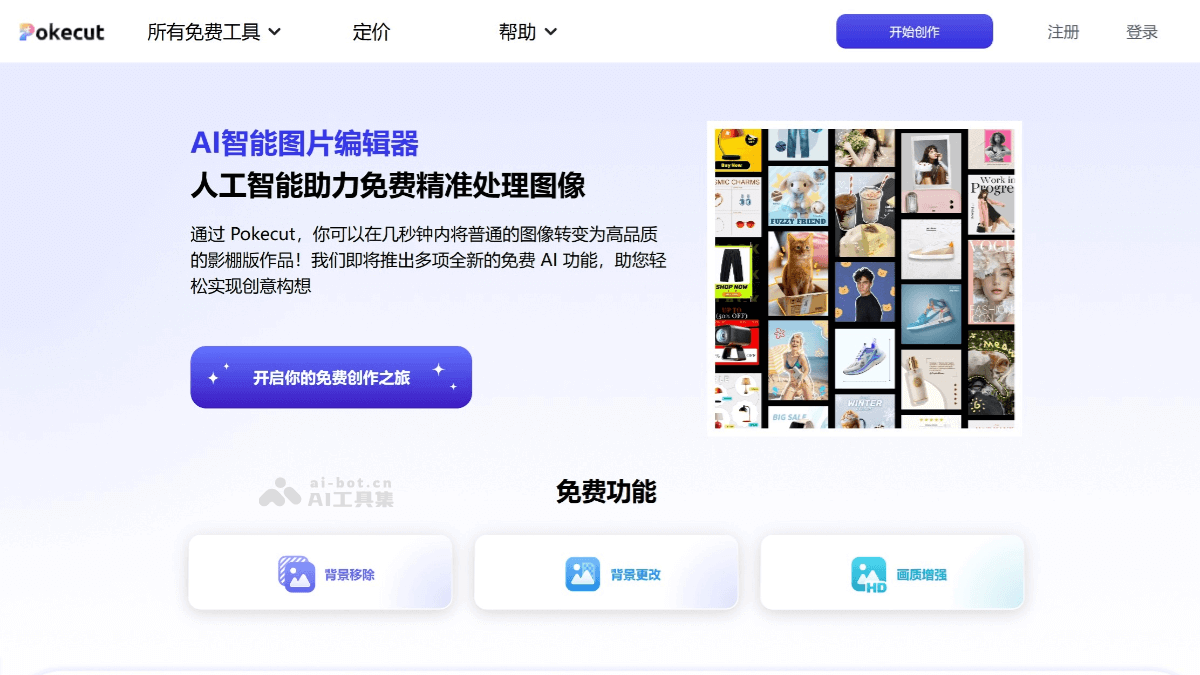 Pokecut
所有免费工具
定价
帮助
开始创作
注册
登录
AI智能图片编辑器
人工智能助力免费精准处理图像
通过 Pokecut，你可以在几秒钟内将普通的图像转变为高品质
的影棚版作品！我们即将推出多项全新的免费 AI 功能，助您轻
松实现创意构想
开启你的免费创作之旅
Buy Now
MIC CHARMS
SHOP NOW
(50% OFF)
FUZZY FRIEND
BIG SALE
WINTER
Work in
Progre
ai-bot.cn
AI工具集
免费功能
背景移除
背景更改
HD
画质增强